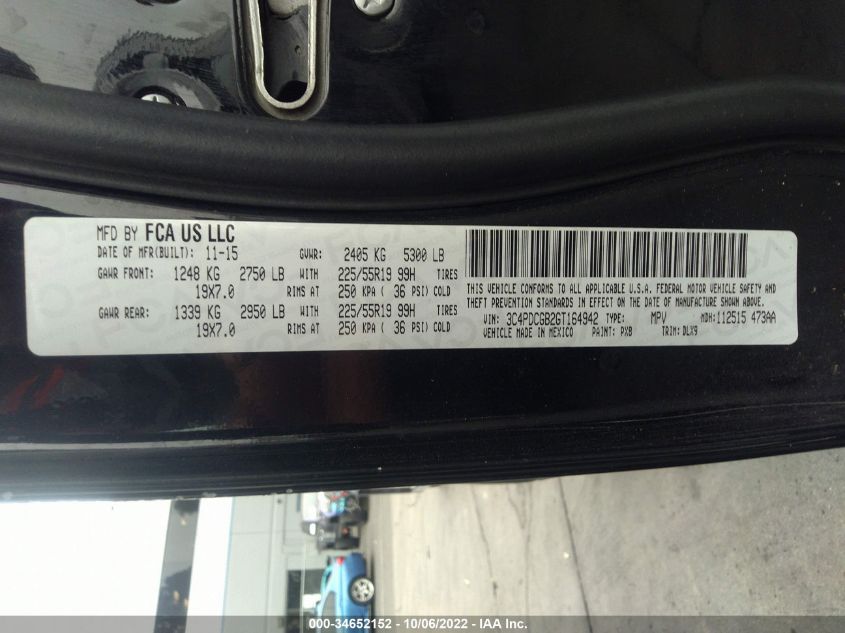 MFD BY FCA US LLC
DATE OF MFR(BUILT): 11-15 GVWR: 2405 KG 5300 LB
GAWR FRONT: 1248 KG 2750 LB WITH 225/55R19 99H TIRES
19X7.0 RIMS AT 250 KPA ( 36 PSI) COLD
GAWR REAR: 1339 KG 2950 LB WITH 225/55R19 99H TIRES
19X7.0 RIMS AT 250 KPA ( 36 PSI) COLD
THIS VEHICLE CONFORMS TO ALL APPLICABLE U.S.A. FEDERAL MOTOR VEHICLE SAFETY AND
THEFT PREVENTION STANDARDS IN EFFECT ON THE DATE OF MANUFACTURE SHOWN ABOVE.
VIN: 3C4PDCGB2GT164942 TYPE: MPV MDH: 112515 473AA
VEHICLE MADE IN MEXICO PAINT: PX8 TRIM: DLX9
000-34652152 - 10/06/2022 - IAA Inc.